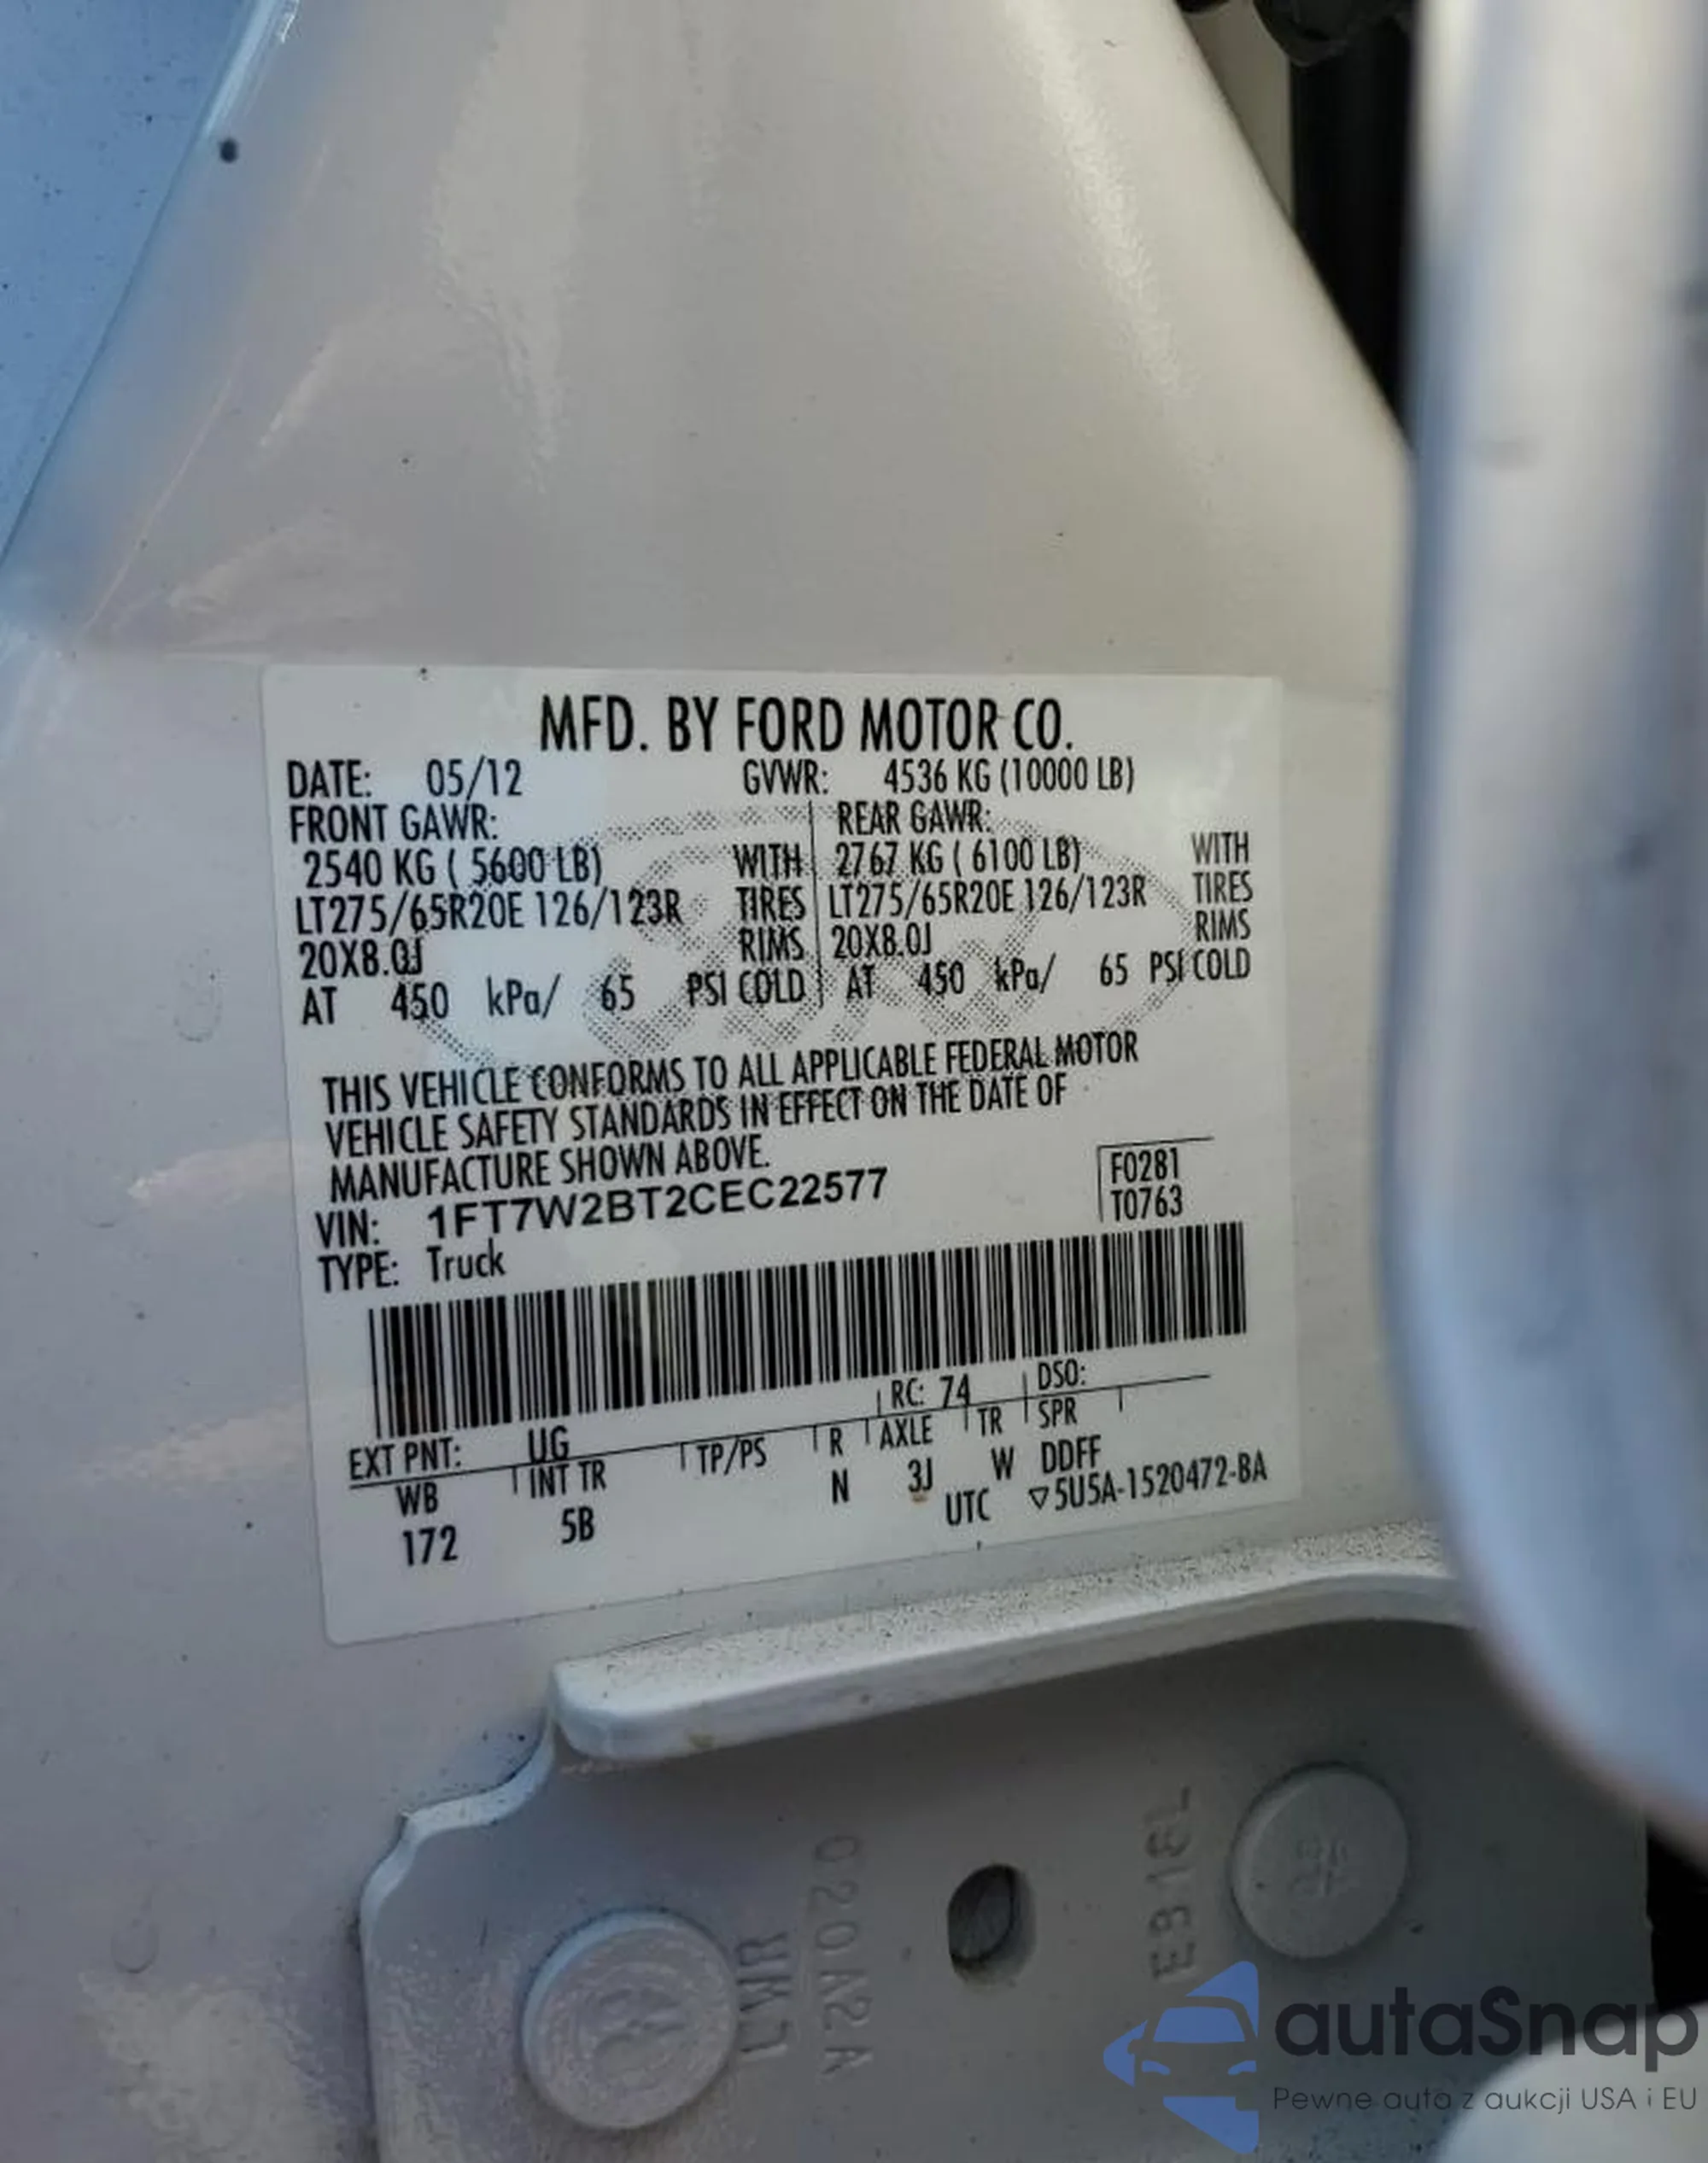 MFD. BY FORD MOTOR CO.
DATE: 05/12 GVWR: 4536 KG (10000 LB)
FRONT GAWR: REAR GAWR:
2540 KG ( 5600 LB) WITH 2767 KG ( 6100 LB) WITH
LT275/65R20E 126/123R TIRES LT275/65R20E 126/123R TIRES
20X8.0J RIMS 20X8.0J RIMS
AT 450 kPa/ 65 PSI COLD AT 450 kPa/ 65 PSI COLD
THIS VEHICLE CONFORMS TO ALL APPLICABLE FEDERAL MOTOR
VEHICLE SAFETY STANDARDS IN EFFECT ON THE DATE OF
MANUFACTURE SHOWN ABOVE.
VIN: 1FT7W2BT2CEC22577
F0281
T0763
TYPE: Truck
RC: 74 DSO:
EXT PNT: UG
WB INT TR TP/PS R AXLE TR SPR
172 5B N 3J W DDFF
UTC ▽5U5A-1520472-BA
E918L
020A2A
autaSnap
Pewne auta z aukcji USA i EU